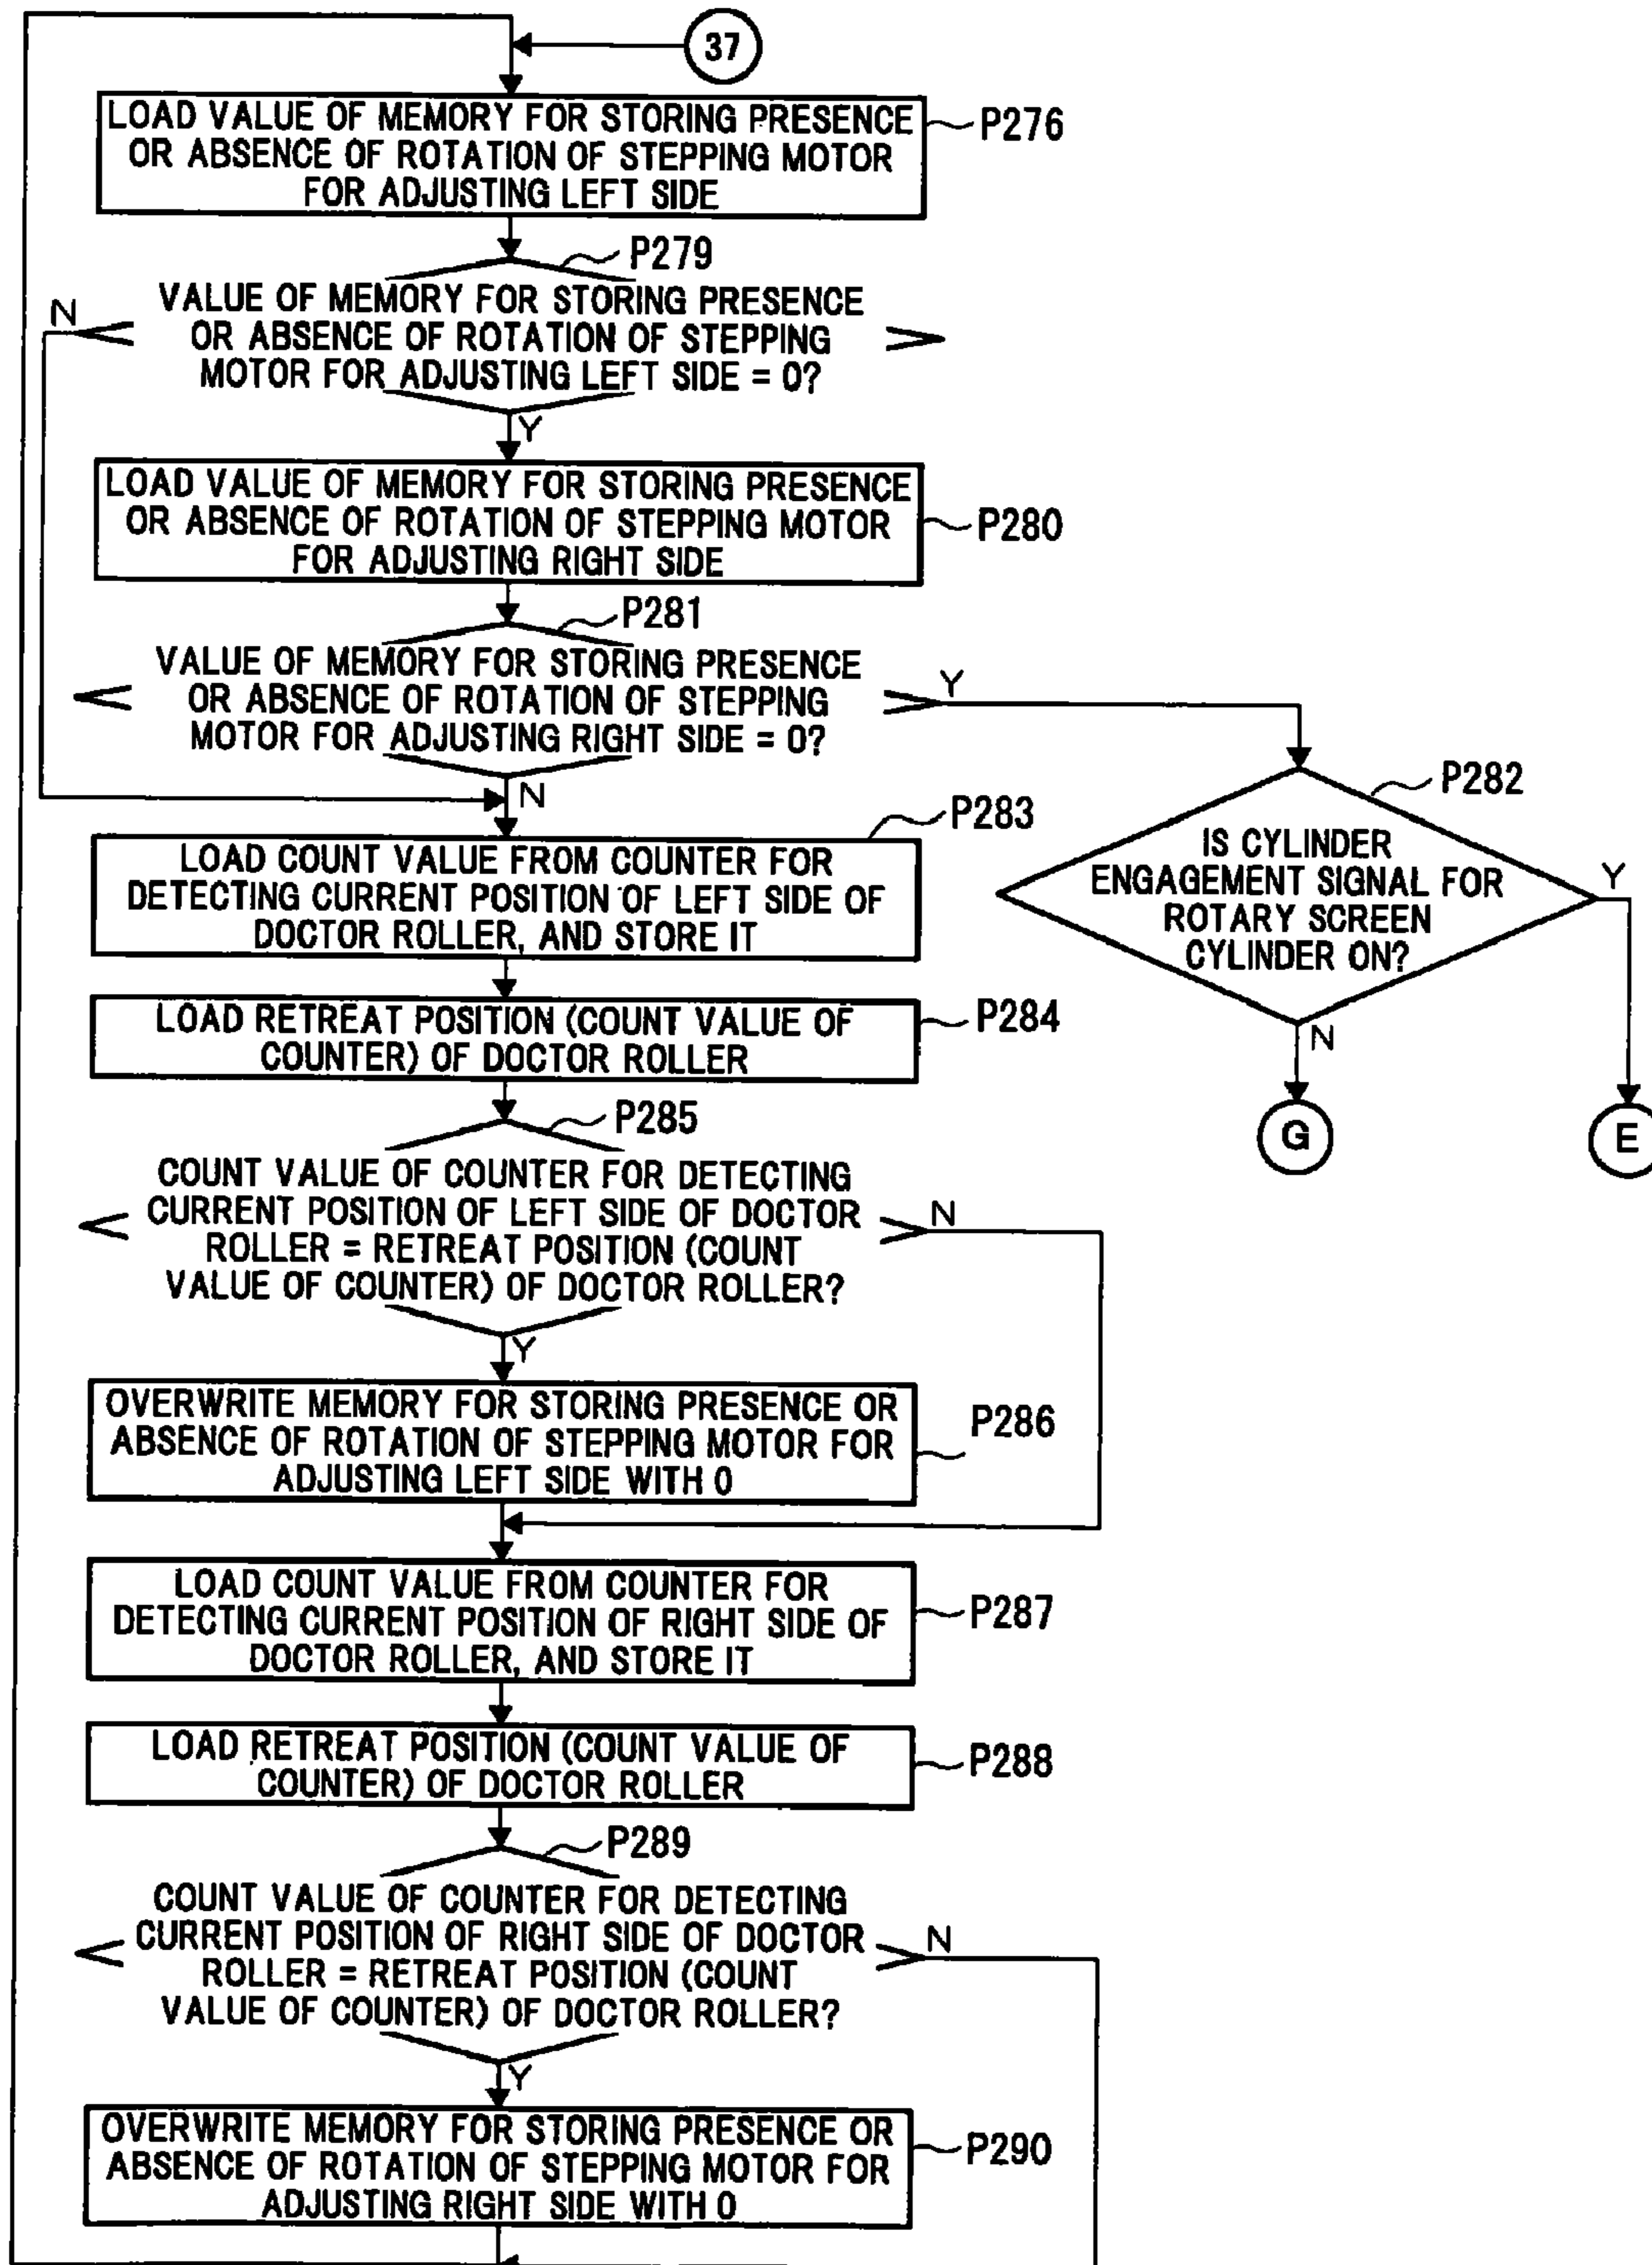 37
LOAD VALUE OF MEMORY FOR STORING PRESENCE
OR ABSENCE OF ROTATION OF STEPPING MOTOR
FOR ADJUSTING LEFT SIDE
P276
P279
N
VALUE OF MEMORY FOR STORING PRESENCE
OR ABSENCE OF ROTATION OF STEPPING
MOTOR FOR ADJUSTING LEFT SIDE = 0?
Y
LOAD VALUE OF MEMORY FOR STORING PRESENCE
OR ABSENCE OF ROTATION OF STEPPING MOTOR
FOR ADJUSTING RIGHT SIDE
P280
P281
VALUE OF MEMORY FOR STORING PRESENCE
OR ABSENCE OF ROTATION OF STEPPING
MOTOR FOR ADJUSTING RIGHT SIDE = 0?
Y
N
P282
IS CYLINDER
ENGAGEMENT SIGNAL FOR
ROTARY SCREEN
CYLINDER ON?
Y
N
G
E
P283
LOAD COUNT VALUE FROM COUNTER FOR
DETECTING CURRENT POSITION OF LEFT SIDE OF
DOCTOR ROLLER, AND STORE IT
LOAD RETREAT POSITION (COUNT VALUE OF
COUNTER) OF DOCTOR ROLLER
P284
P285
COUNT VALUE OF COUNTER FOR DETECTING
CURRENT POSITION OF LEFT SIDE OF DOCTOR
ROLLER = RETREAT POSITION (COUNT
VALUE OF COUNTER) OF DOCTOR ROLLER?
N
Y
OVERWRITE MEMORY FOR STORING PRESENCE OR
ABSENCE OF ROTATION OF STEPPING MOTOR FOR
ADJUSTING LEFT SIDE WITH 0
P286
LOAD COUNT VALUE FROM COUNTER FOR
DETECTING CURRENT POSITION OF RIGHT SIDE OF
DOCTOR ROLLER, AND STORE IT
P287
LOAD RETREAT POSITION (COUNT VALUE OF
COUNTER) OF DOCTOR ROLLER
P288
P289
COUNT VALUE OF COUNTER FOR DETECTING
CURRENT POSITION OF RIGHT SIDE OF DOCTOR
ROLLER = RETREAT POSITION (COUNT
VALUE OF COUNTER) OF DOCTOR ROLLER?
N
Y
OVERWRITE MEMORY FOR STORING PRESENCE OR
ABSENCE OF ROTATION OF STEPPING MOTOR FOR
ADJUSTING RIGHT SIDE WITH 0
P290